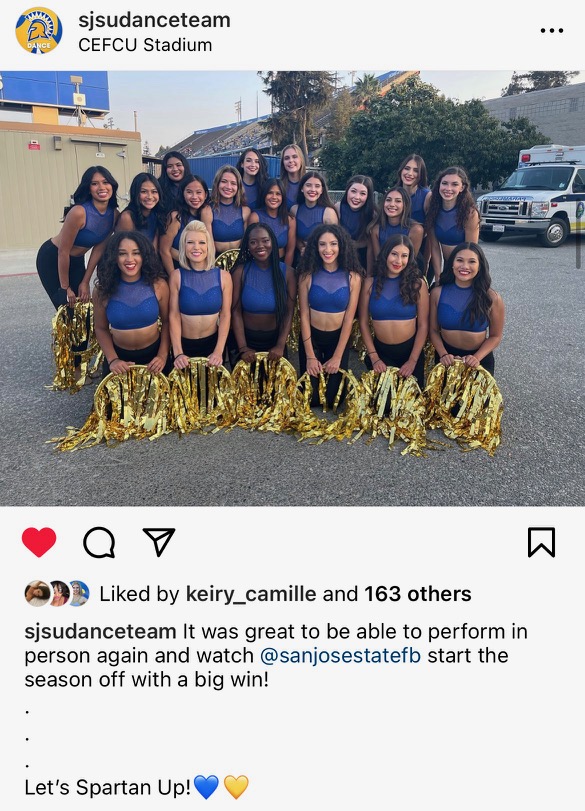 sjsudanceteam
CEFCU Stadium
DANCE
Liked by keiry_camille and 163 others
sjsudanceteam It was great to be able to perform in
person again and watch @sanjosestatefb start the
season off with a big win!
.
.
.
Let's Spartan Up!💙💛